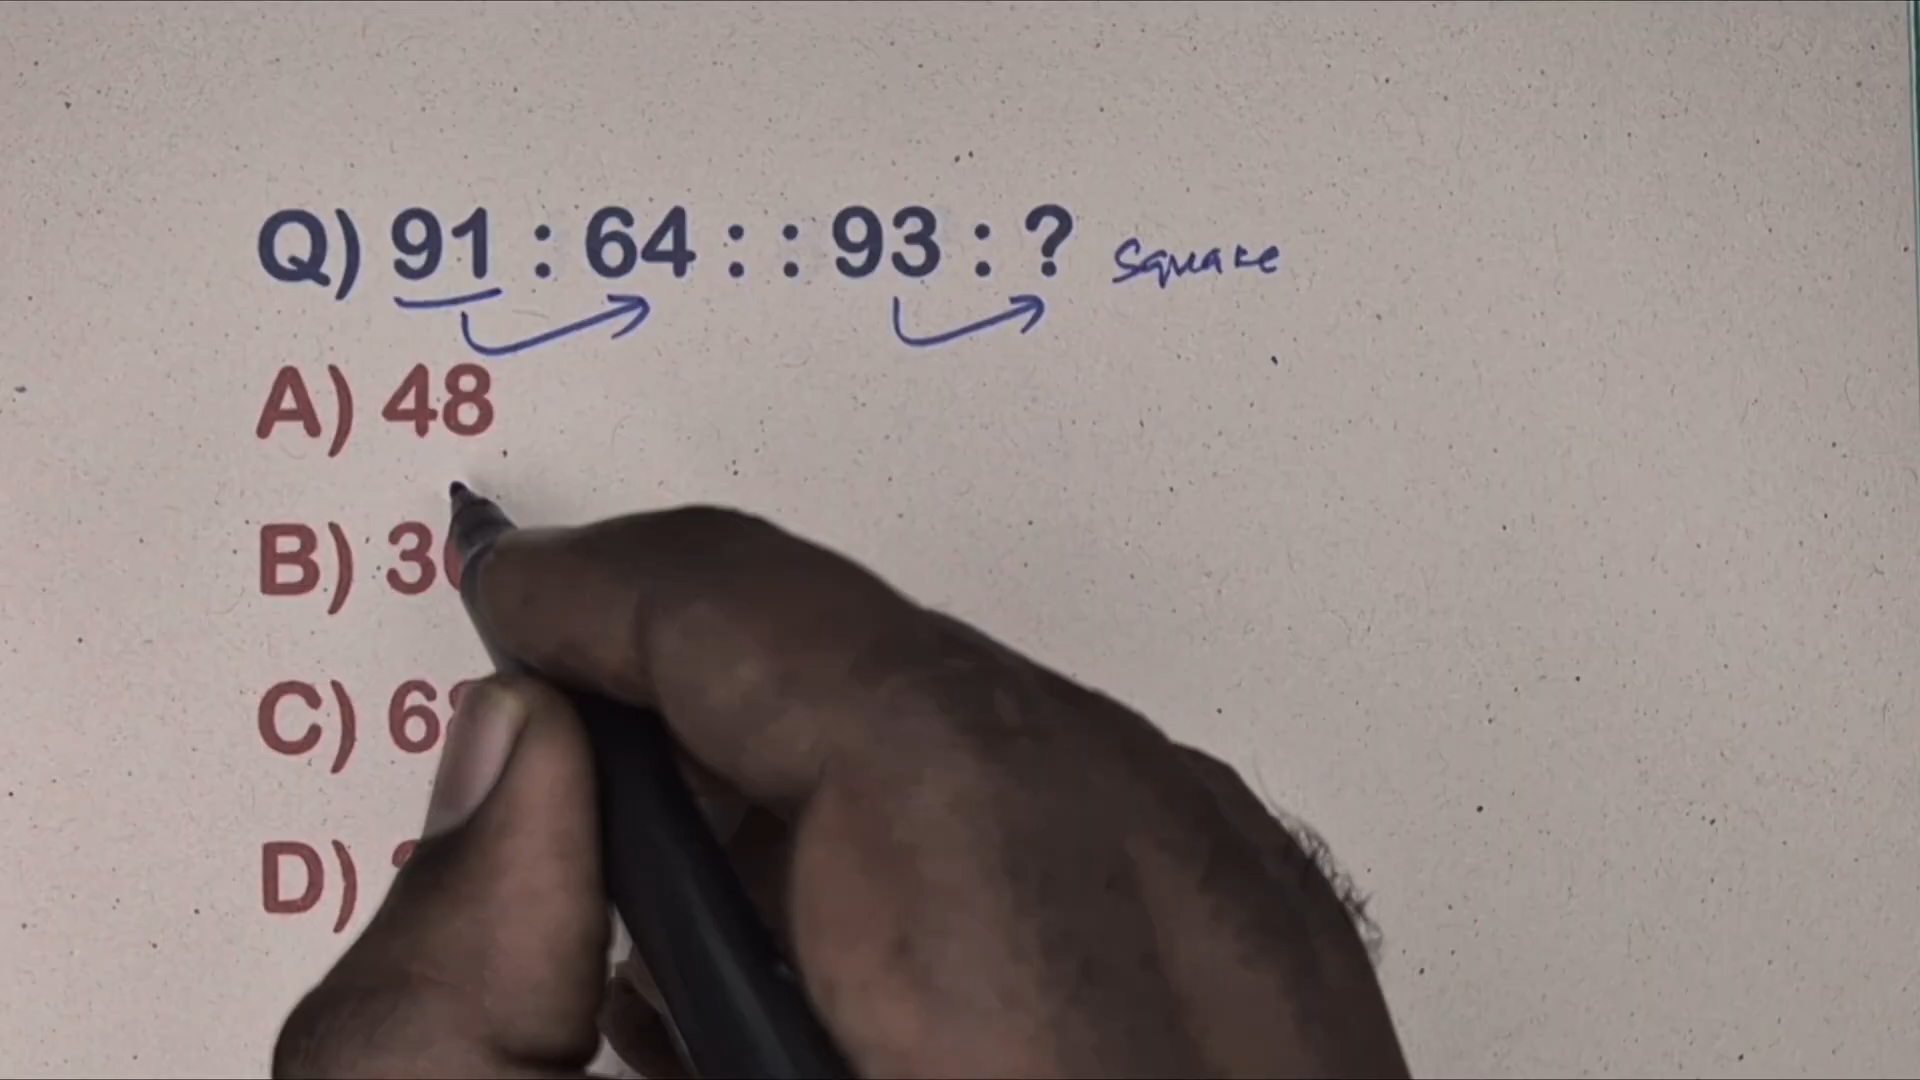 Q) 91 : 64 : : 93 : ? Square
A) 48
B) 3
C) 6
D)